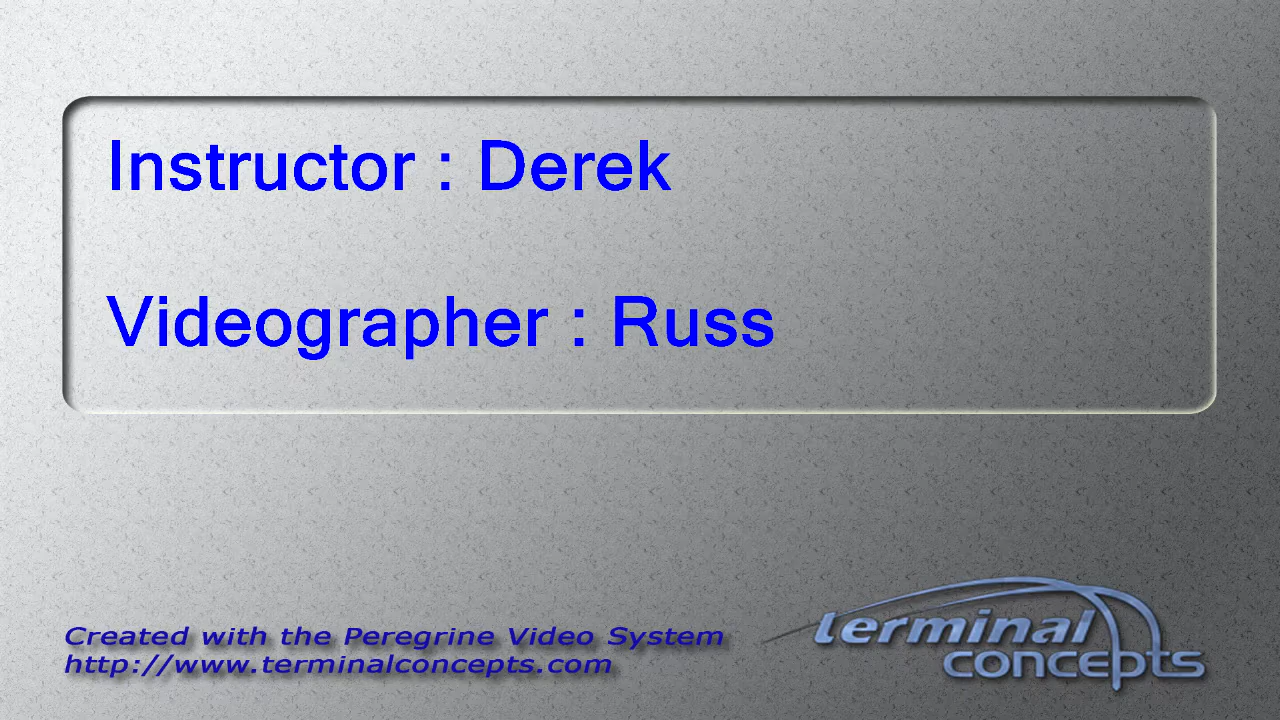 Instructor : Derek
Videographer : Russ
Created with the Peregrine Video System
http://www.terminalconcepts.com
terminal
concepts